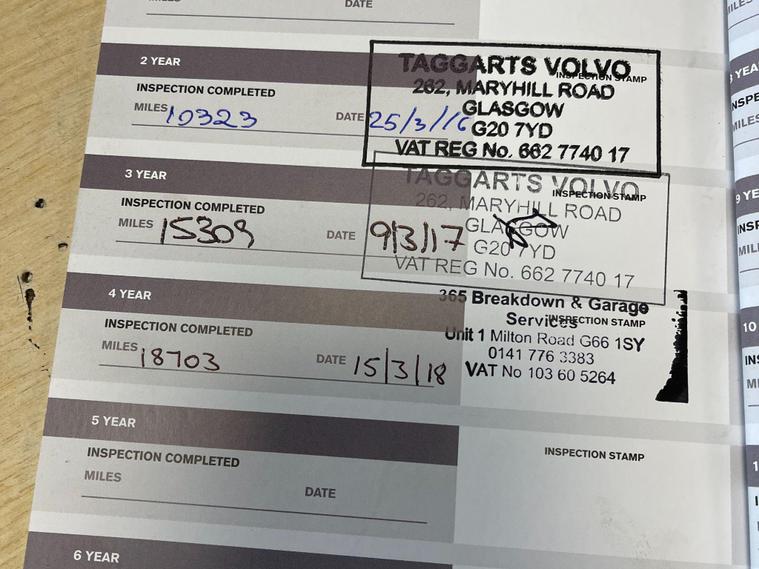 DATE
2 YEAR
INSPECTION COMPLETED
MILES 10323 DATE 25/3/16
INSPECTION STAMP
TAGGARTS VOLVO
262, MARYHILL ROAD
GLASGOW
G20 7YD
VAT REG No. 662 7740 17
3 YEAR
INSPECTION COMPLETED
MILES 15309 DATE 9/3/17
INSPECTION STAMP
TAGGARTS VOLVO
262, MARYHILL ROAD
GLASGOW
G20 7YD
VAT REG No. 662 7740 17
4 YEAR
INSPECTION COMPLETED
MILES 18703 DATE 15/3/18
INSPECTION STAMP
365 Breakdown & Garage
Services
Unit 1 Milton Road G66 1SY
0141 776 3383
VAT No 103 60 5264
5 YEAR
INSPECTION COMPLETED
MILES
DATE
INSPECTION STAMP
6 YEAR
9 YE
10